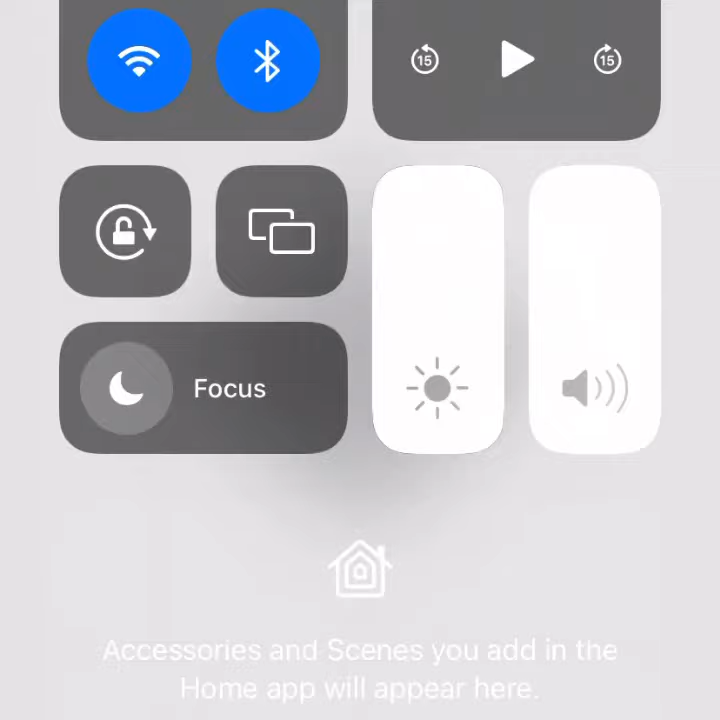 15 15
Focus
Accessories and Scenes you add in the
Home app will appear here.